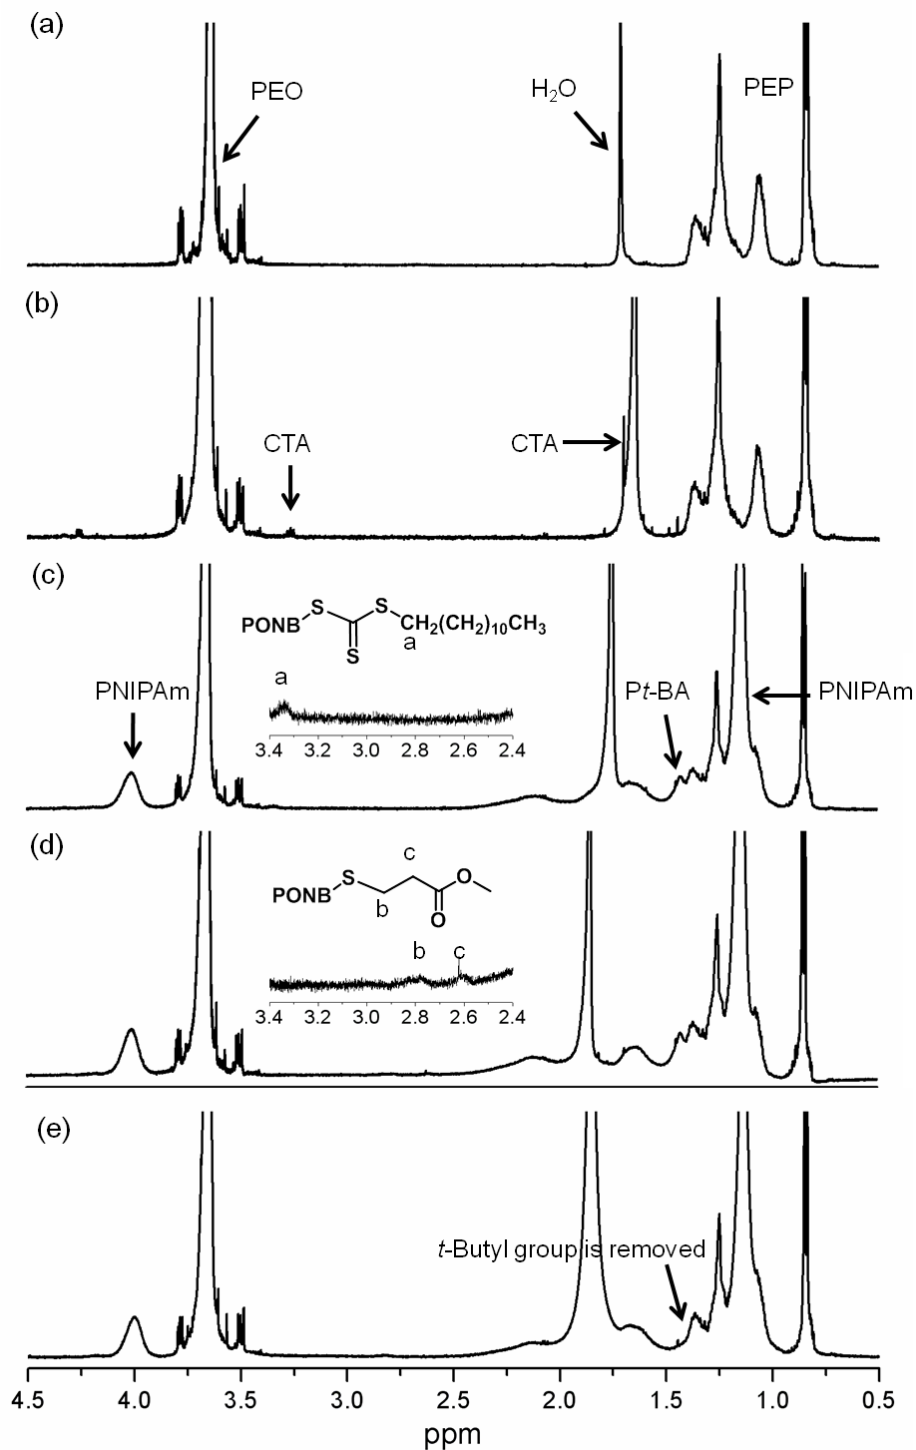 (a)
PEO
H₂O
PEP
(b)
CTA
CTA
(c)
PONB
S
S
S
CH₂(CH₂)₁₀CH₃
a
a
3.4 3.2 3.0 2.8 2.6 2.4
PNIPAm
Pt-BA
PNIPAm
(d)
c
PONB
S
O
O
b
b c
3.4 3.2 3.0 2.8 2.6 2.4
(e)
t-Butyl group is removed
4.5 4.0 3.5 3.0 2.5 2.0 1.5 1.0 0.5
ppm